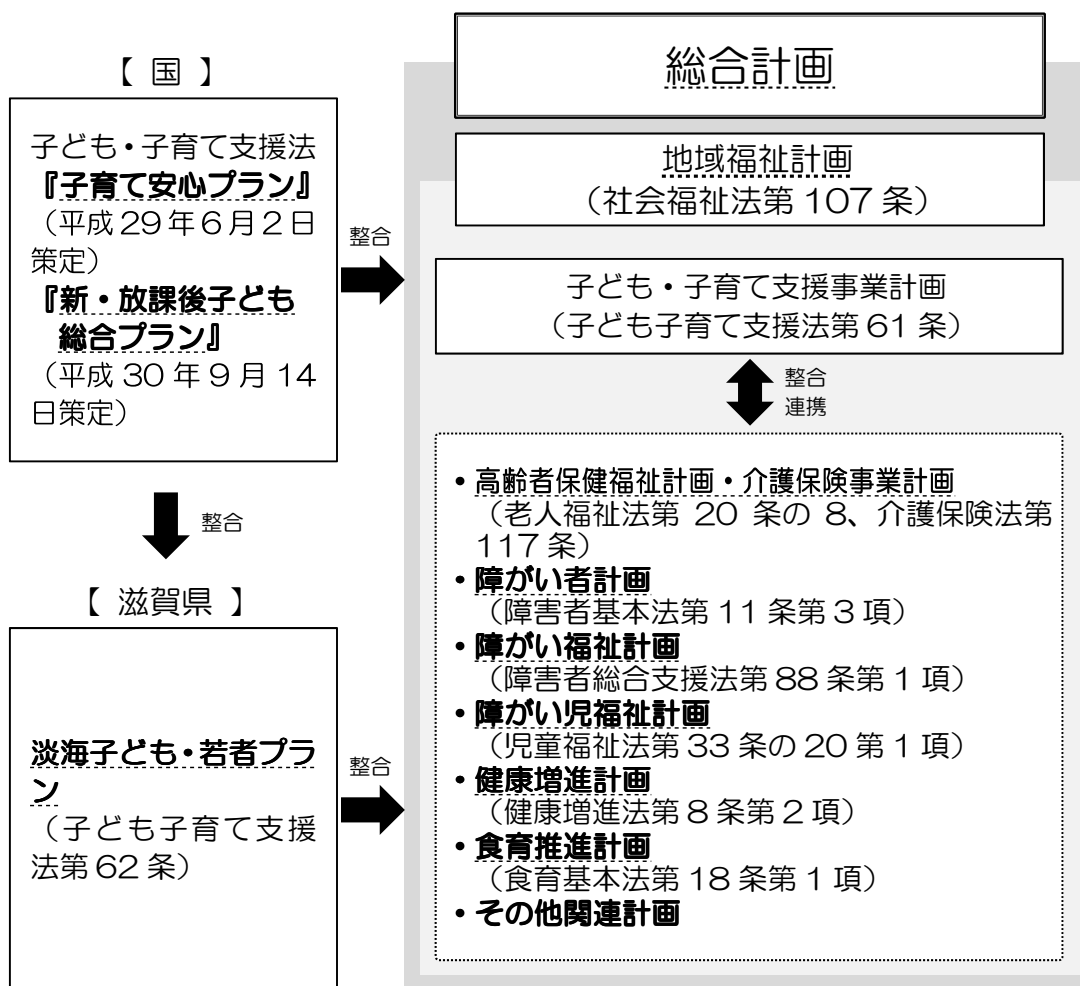 【 国 】
子ども・子育て支援法
『子育て安心プラン』
（平成 29 年６月２日
策定）
『新・放課後子ども
総合プラン』
（平成 30 年 9 月 14
日策定）
整合
整合
【 滋賀県 】
淡海子ども・若者プラ
ン
（子ども子育て支援
法第 62 条）
整合
総合計画
地域福祉計画
（社会福祉法第 107 条）
子ども・子育て支援事業計画
（子ども子育て支援法第 61 条）
整合
連携
・高齢者保健福祉計画・介護保険事業計画
（老人福祉法第 20 条の 8、介護保険法第
117 条）
・障がい者計画
（障害者基本法第 11 条第 3 項）
・障がい福祉計画
（障害者総合支援法第 88 条第 1 項）
・障がい児福祉計画
（児童福祉法第 33 条の 20 第 1 項）
・健康増進計画
（健康増進法第 8 条第 2 項）
・食育推進計画
（食育基本法第 18 条第 1 項）
・その他関連計画